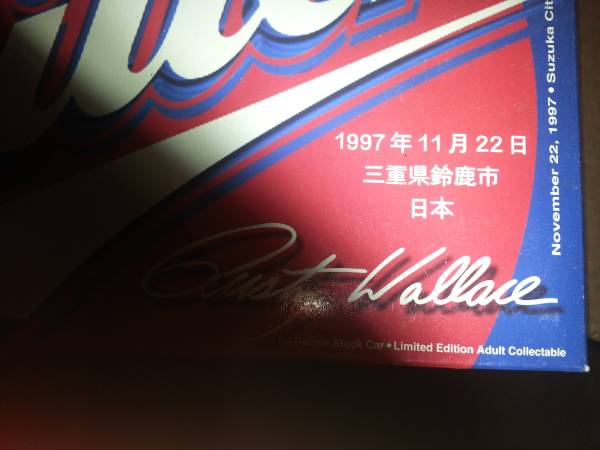 1997年11月22日
三重県鈴鹿市
日本
Rusty Wallace
Stock Car • Limited Edition Adult Collectable
November 22, 1997 • Suzuka Cit